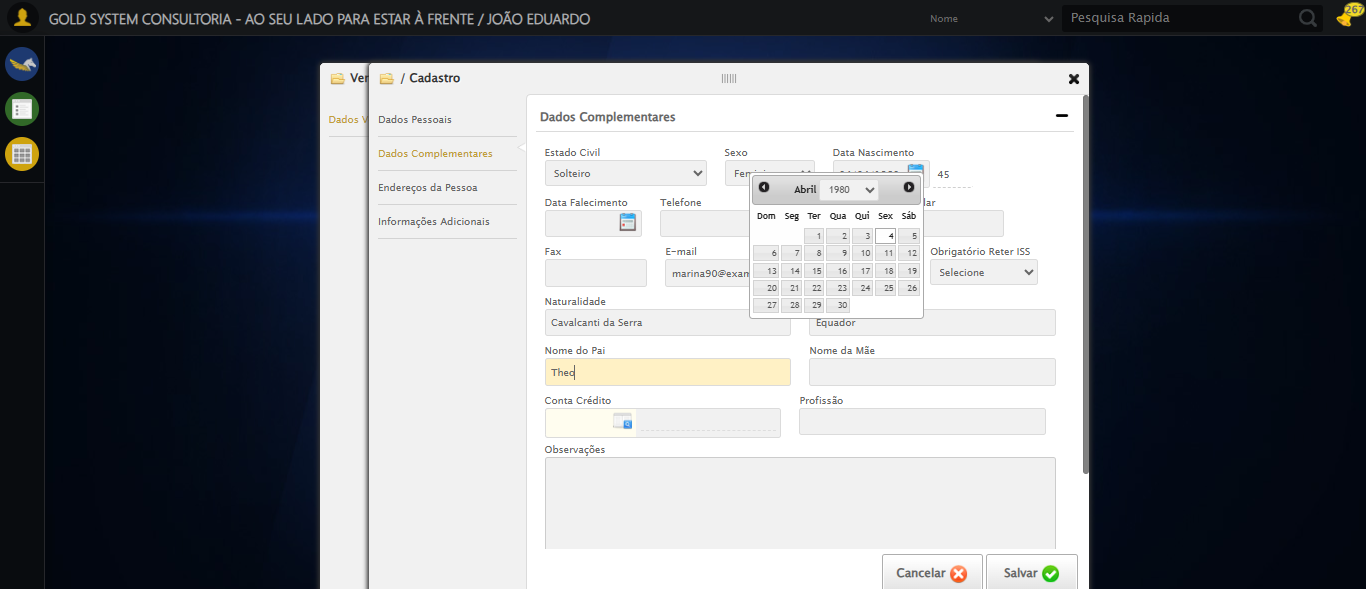 GOLD SYSTEM CONSULTORIA - AO SEU LADO PARA ESTAR À FRENTE / JOÃO EDUARDO
Nome
Pesquisa Rapida
267
/ Cadastro
Dados Pessoais
Dados Complementares
Endereços da Pessoa
Informações Adicionais
Dados Complementares
Estado Civil Sexo Data Nascimento
Solteiro 45
Data Falecimento Telefone
Fax E-mail Obrigatório Reter ISS
marina90@exam Selecione
Abril 1980
Dom Seg Ter Qua Qui Sex Sáb
1 2 3 4 5
6 7 8 9 10 11 12
13 14 15 16 17 18 19
20 21 22 23 24 25 26
27 28 29 30
Naturalidade
Cavalcanti da Serra Equador
Nome do Pai Nome da Mãe
Theo
Conta Crédito Profissão
Observações
Cancelar Salvar